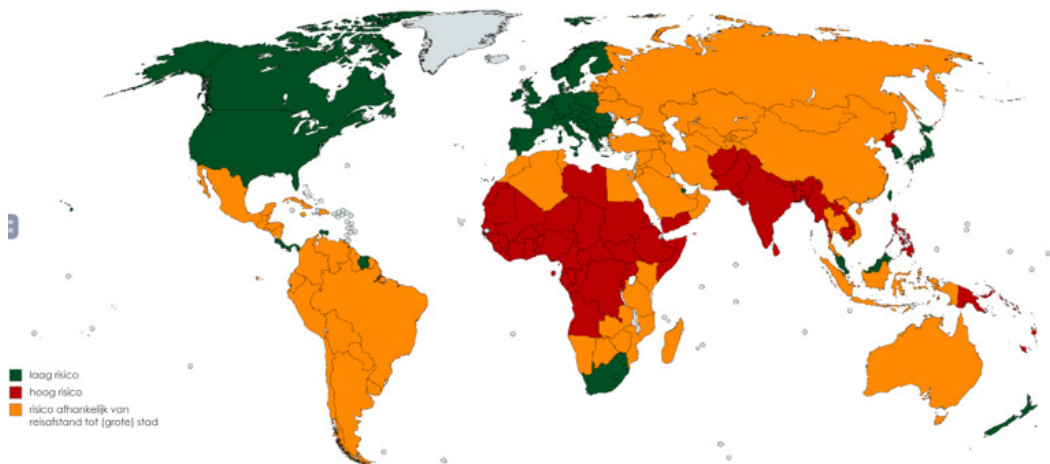 laag risico
hoog risico
risico afhankelijk van
reisafstand tot (grote) stad